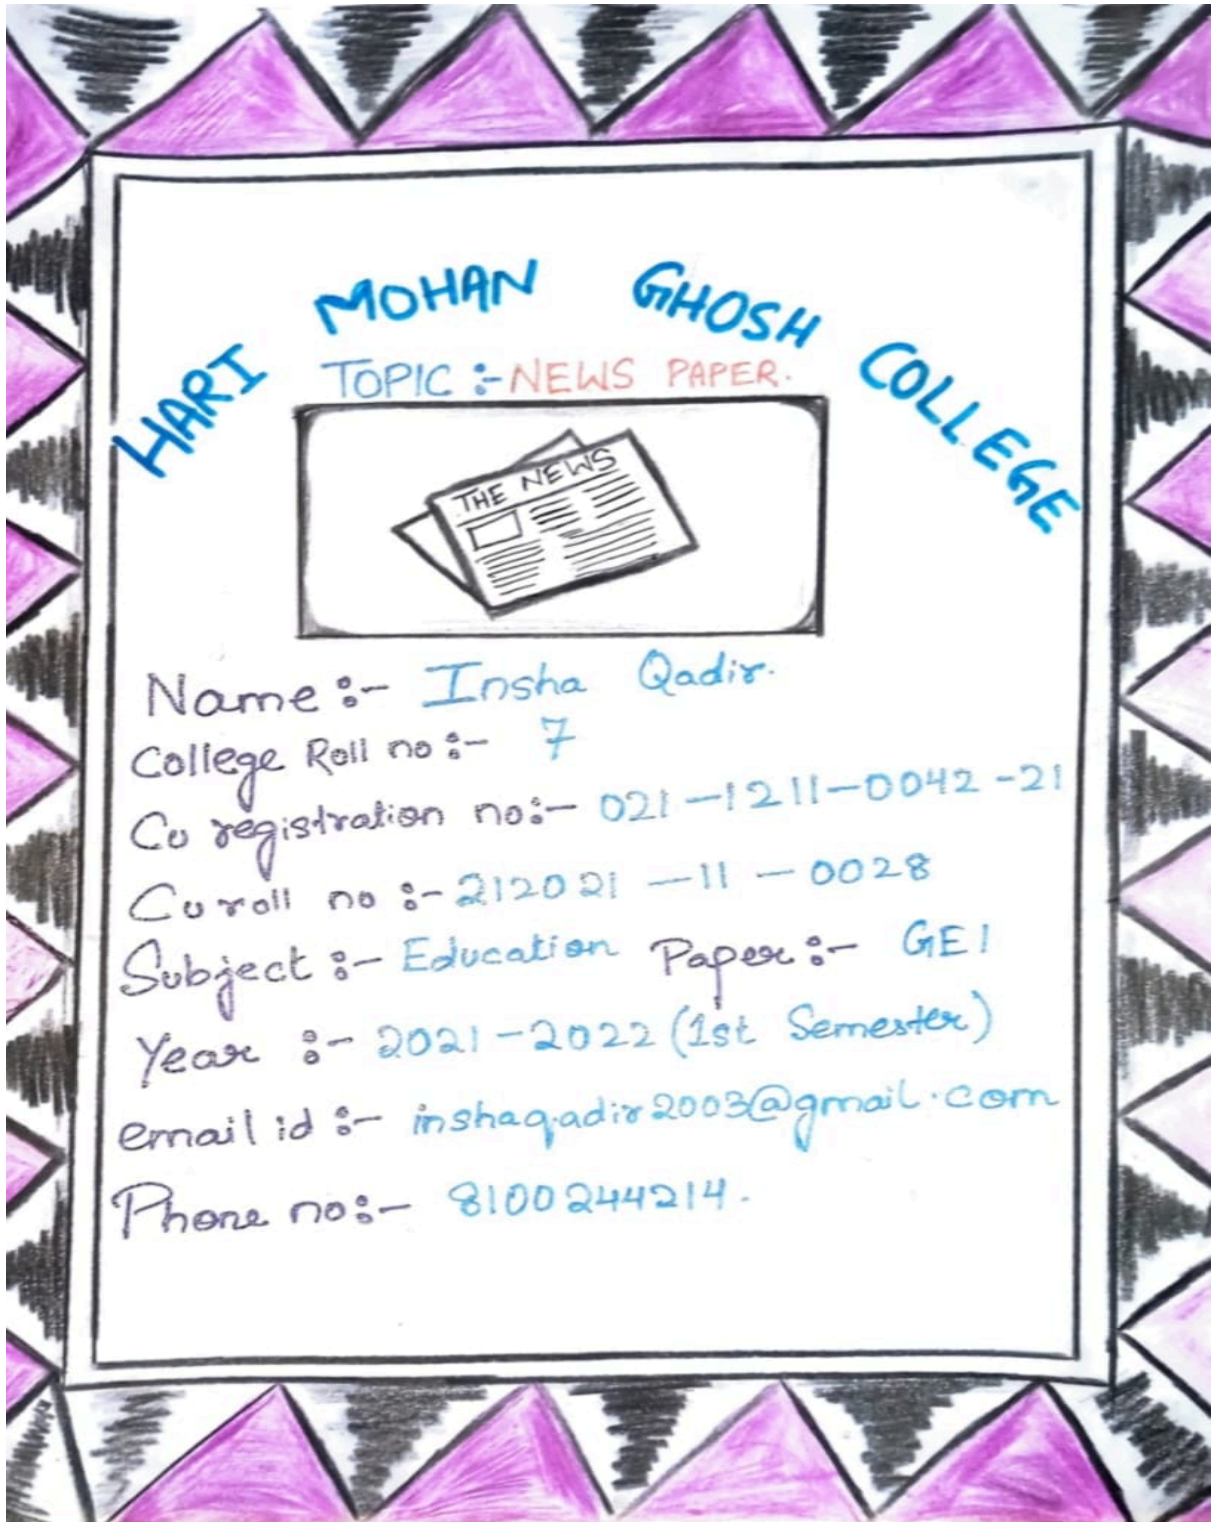 HARI MOHAN GHOSH COLLEGE
TOPIC :- NEWS PAPER.
THE NEWS
Name :- Insha Qadir.
College Roll no :- 7
Cu registration no:- 021-1211-0042-21
Cu roll no :- 212021-11-0028
Subject :- Education Paper :- GE1
Year :- 2021-2022 (1st Semester)
email id :- inshaqadir2003@gmail.com
Phone no:- 8100244214.